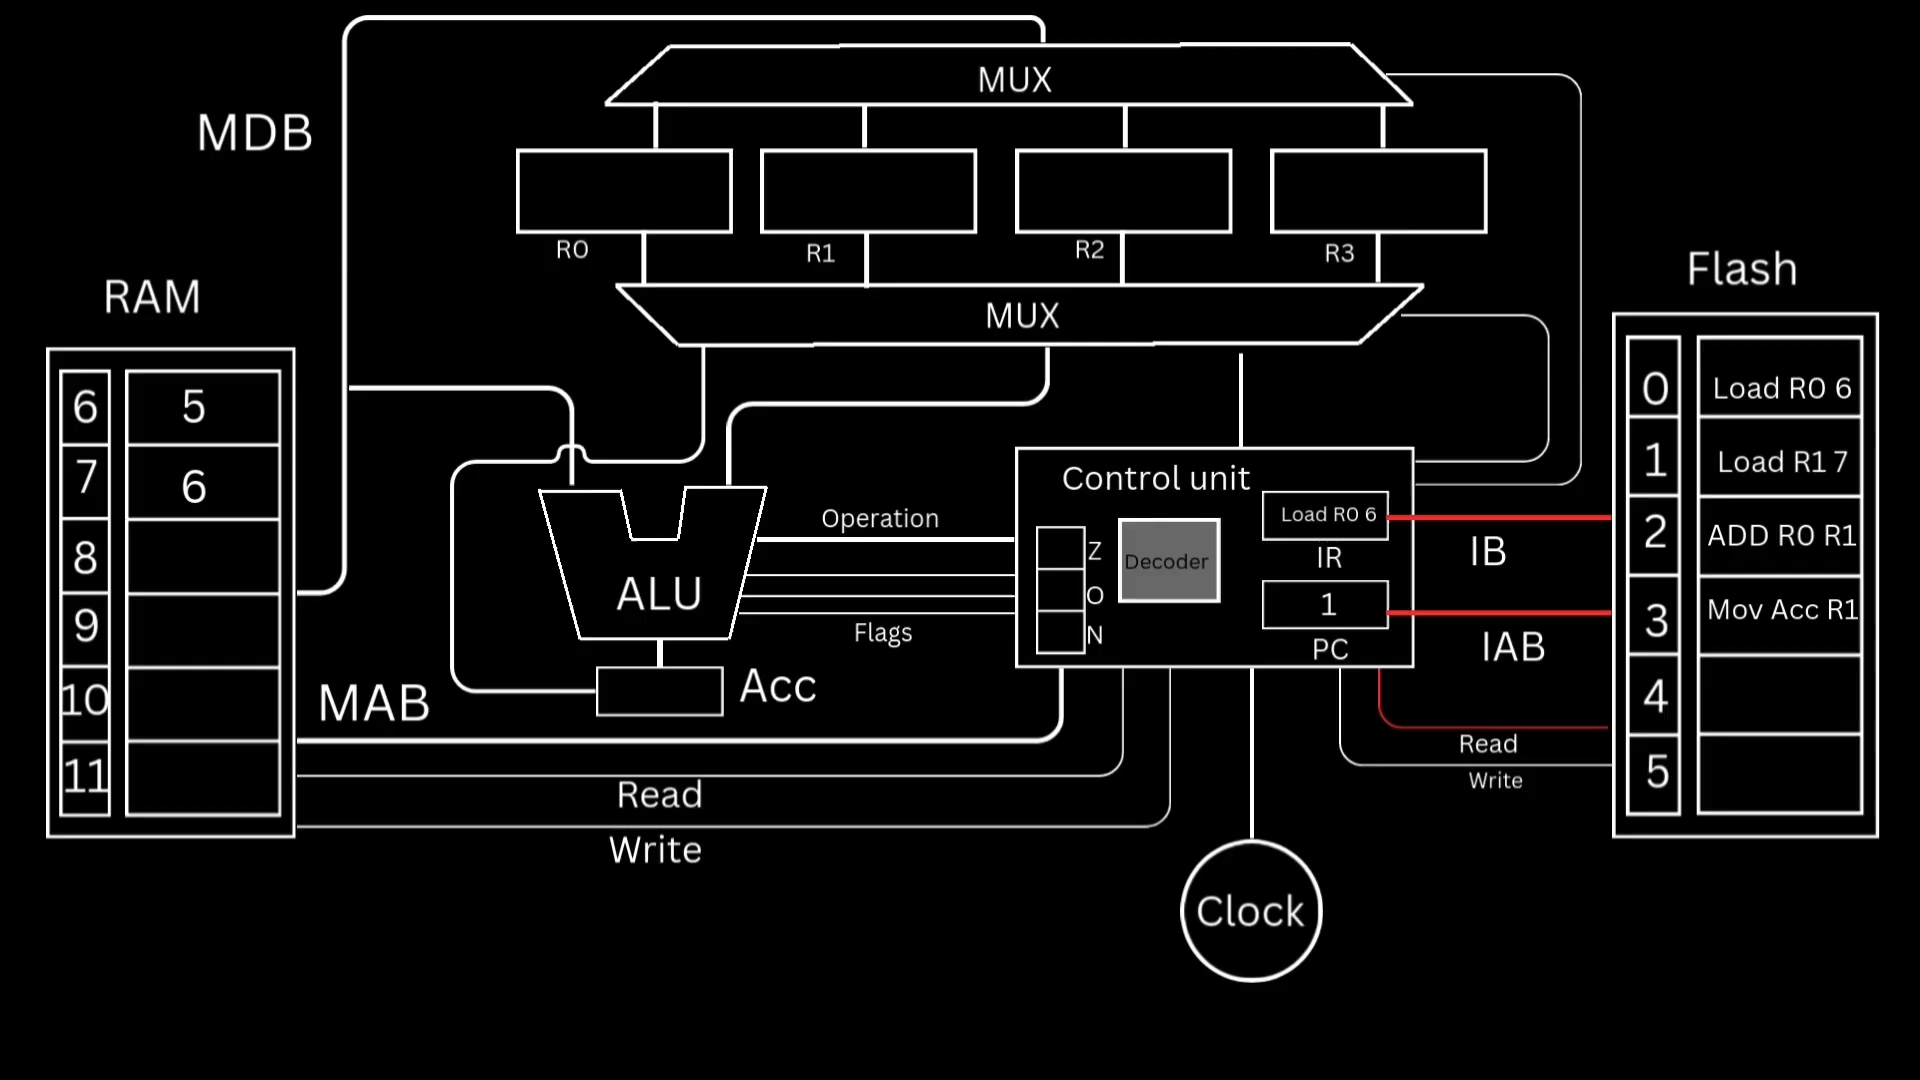 MUX
MDB
R0
R1
R2
R3
MUX
RAM
Flash
6 5
7 6
8
9
10
11
0 Load R0 6
1 Load R1 7
2 ADD R0 R1
3 Mov Acc R1
4
5
Control unit
Operation
ALU
Flags
Z
O
N
Decoder
Load R0 6
IR
1
PC
IB
IAB
Acc
MAB
Read
Write
Read
Write
Clock